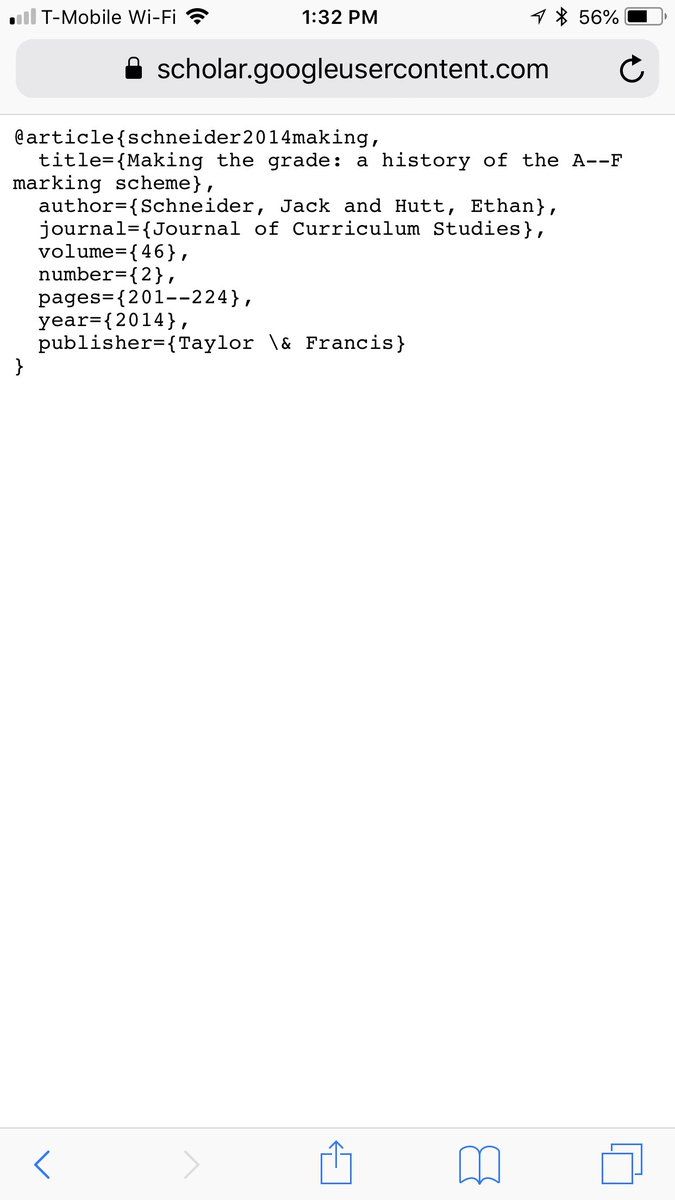 T-Mobile Wi-Fi 1:32 PM 56%
scholar.googleusercontent.com
@article{schneider2014making,
  title={Making the grade: a history of the A--F
marking scheme},
  author={Schneider, Jack and Hutt, Ethan},
  journal={Journal of Curriculum Studies},
  volume={46},
  number={2},
  pages={201--224},
  year={2014},
  publisher={Taylor \& Francis}
}